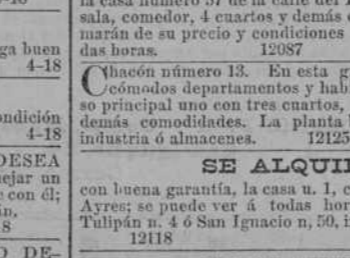 ga buen
4-18
ondición
4-18
DESEA
ejar un
con él;
8
O DE-
la casa número 37 de la calle del
sala, comedor, 4 cuartos y demás
marán de su precio y condiciones
das horas. 12087
Chacón número 13. En esta g
cómodos departamentos y hab
so principal uno con tres cuartos,
demás comodidades. La planta
industria ó almacenes. 12125
SE ALQUI
con buena garantía, la casa n. 1, c
Ayres; se puede ver á todas hor
Tulipán n. 4 ó San Ignacio n, 50, i
12118